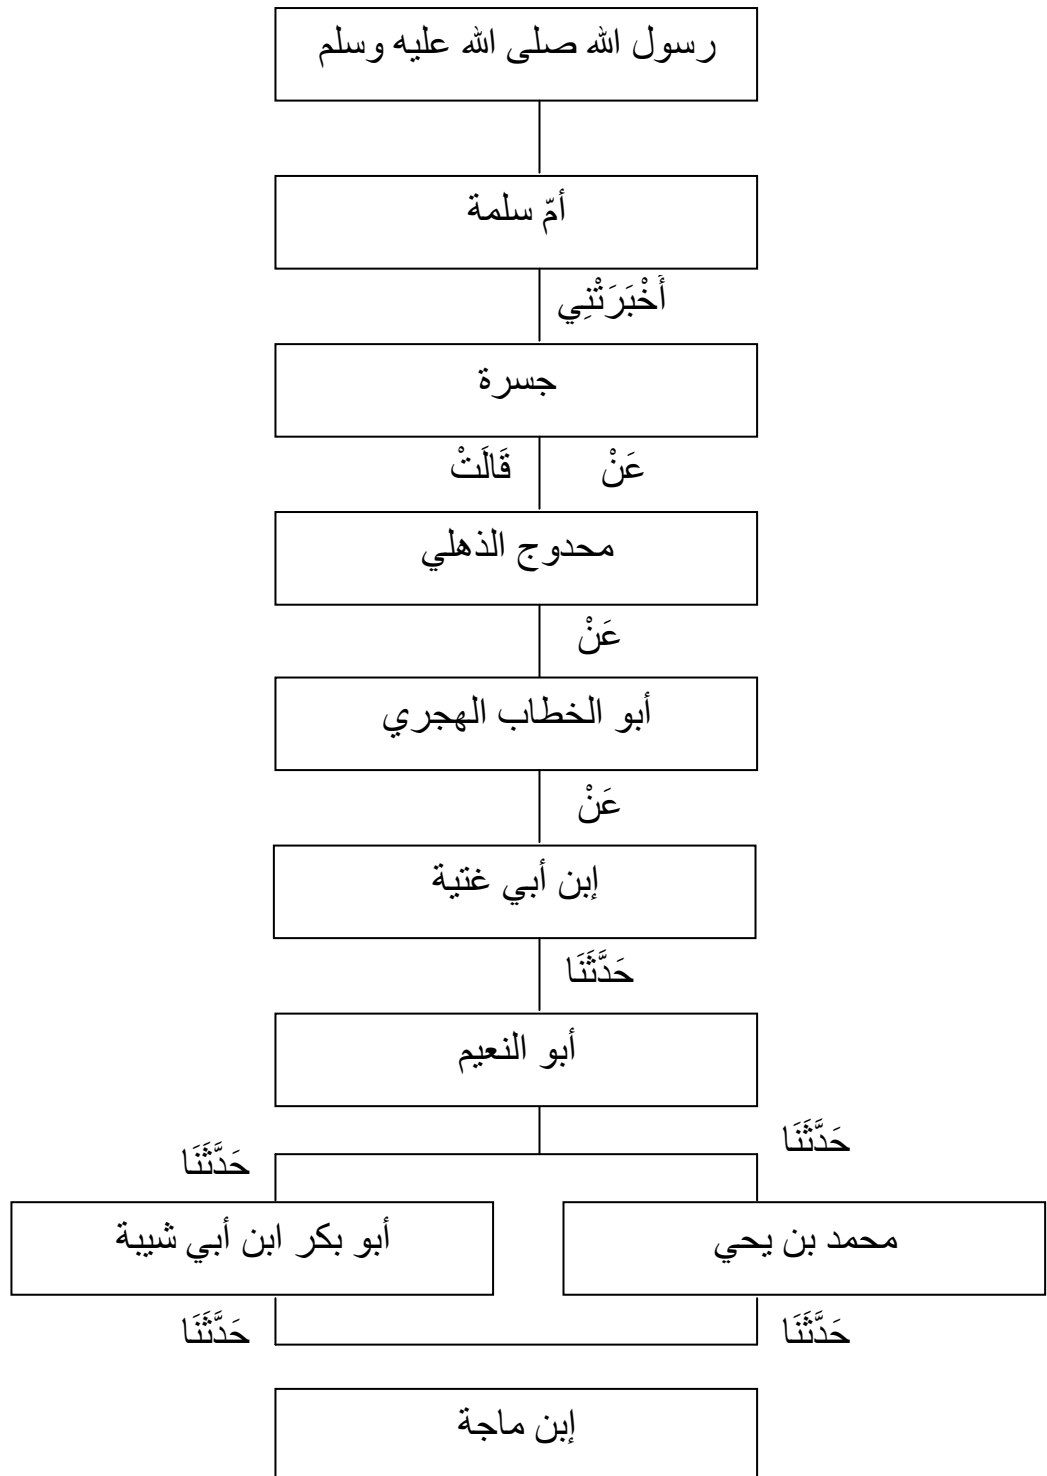 رسول الله صلى الله عليه وسلم
أمّ سلمة
أَخْبَرَتْنِي
جسرة
عَنْ قَالَتْ
محدوج الذهلي
عَنْ
أبو الخطاب الهجري
عَنْ
إبن أبي غتية
حَدَّثَنَا
أبو النعيم
حَدَّثَنَا حَدَّثَنَا
محمد بن يحي أبو بكر ابن أبي شيبة
حَدَّثَنَا حَدَّثَنَا
إبن ماجة